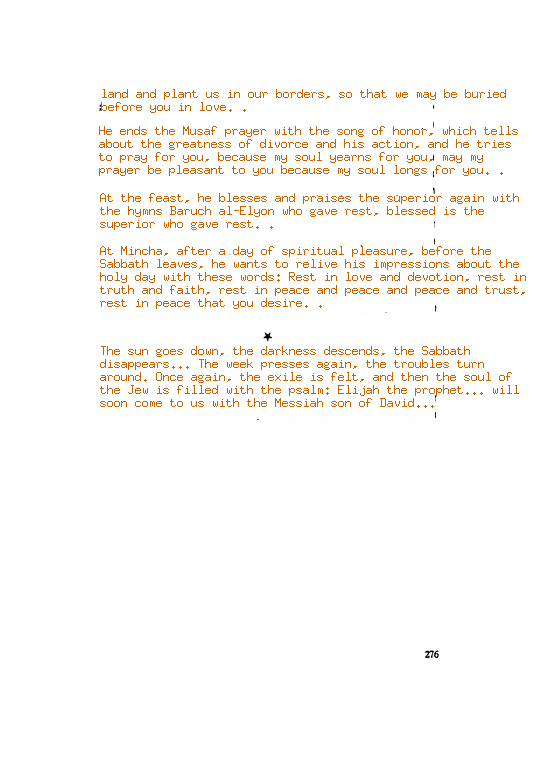 land and plant us in our borders, so that we may be buried
before you in love. .
He ends the Musaf prayer with the song of honor, which tells
about the greatness of divorce and his action, and he tries
to pray for you, because my soul yearns for you, may my
prayer be pleasant to you because my soul longs for you. .
At the feast, he blesses and praises the superior again with
the hymns Baruch al-Elyon who gave rest, blessed is the
superior who gave rest. .
At Mincha, after a day of spiritual pleasure, before the
Sabbath leaves, he wants to relive his impressions about the
holy day with these words: Rest in love and devotion, rest in
truth and faith, rest in peace and peace and peace and trust,
rest in peace that you desire. .
★
The sun goes down, the darkness descends, the Sabbath
disappears... The week presses again, the troubles turn
around. Once again, the exile is felt, and then the soul of
the Jew is filled with the psalm: Elijah the prophet... will
soon come to us with the Messiah son of David...
276